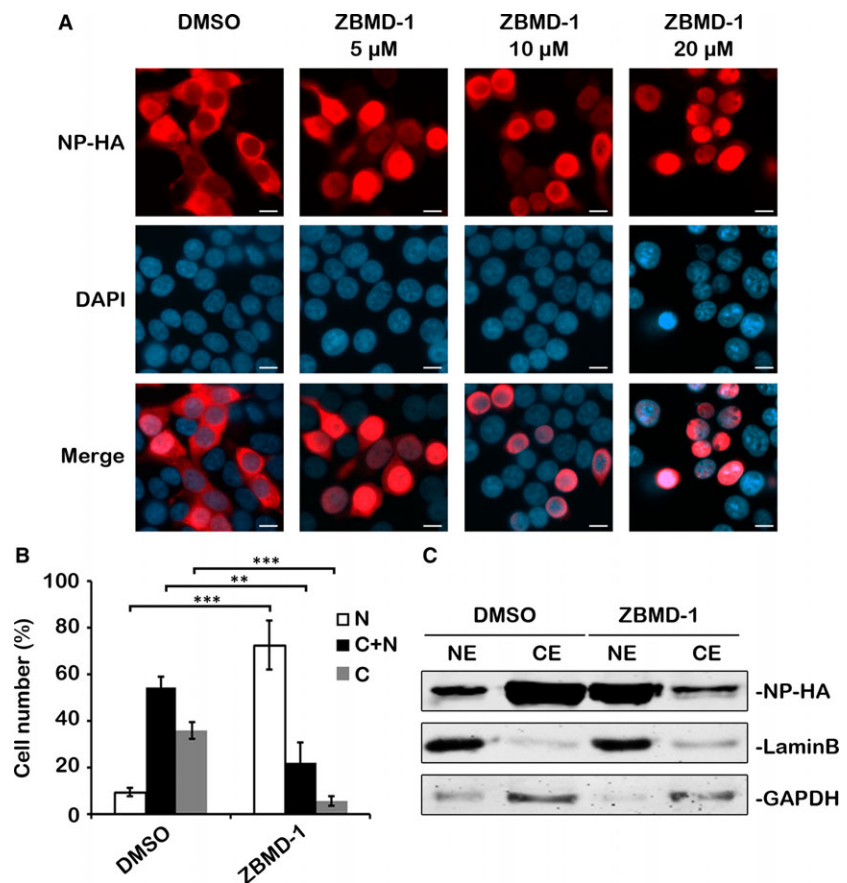 A
DMSO ZBMD-1 ZBMD-1 ZBMD-1
5 µM 10 µM 20 µM
NP-HA
DAPI
Merge
B
***
**
***
100
80
60
40
20
0
Cell number (%)
N
C+N
C
DMSO
ZBMD-1
C
DMSO ZBMD-1
NE CE NE CE
-NP-HA
-LaminB
-GAPDH